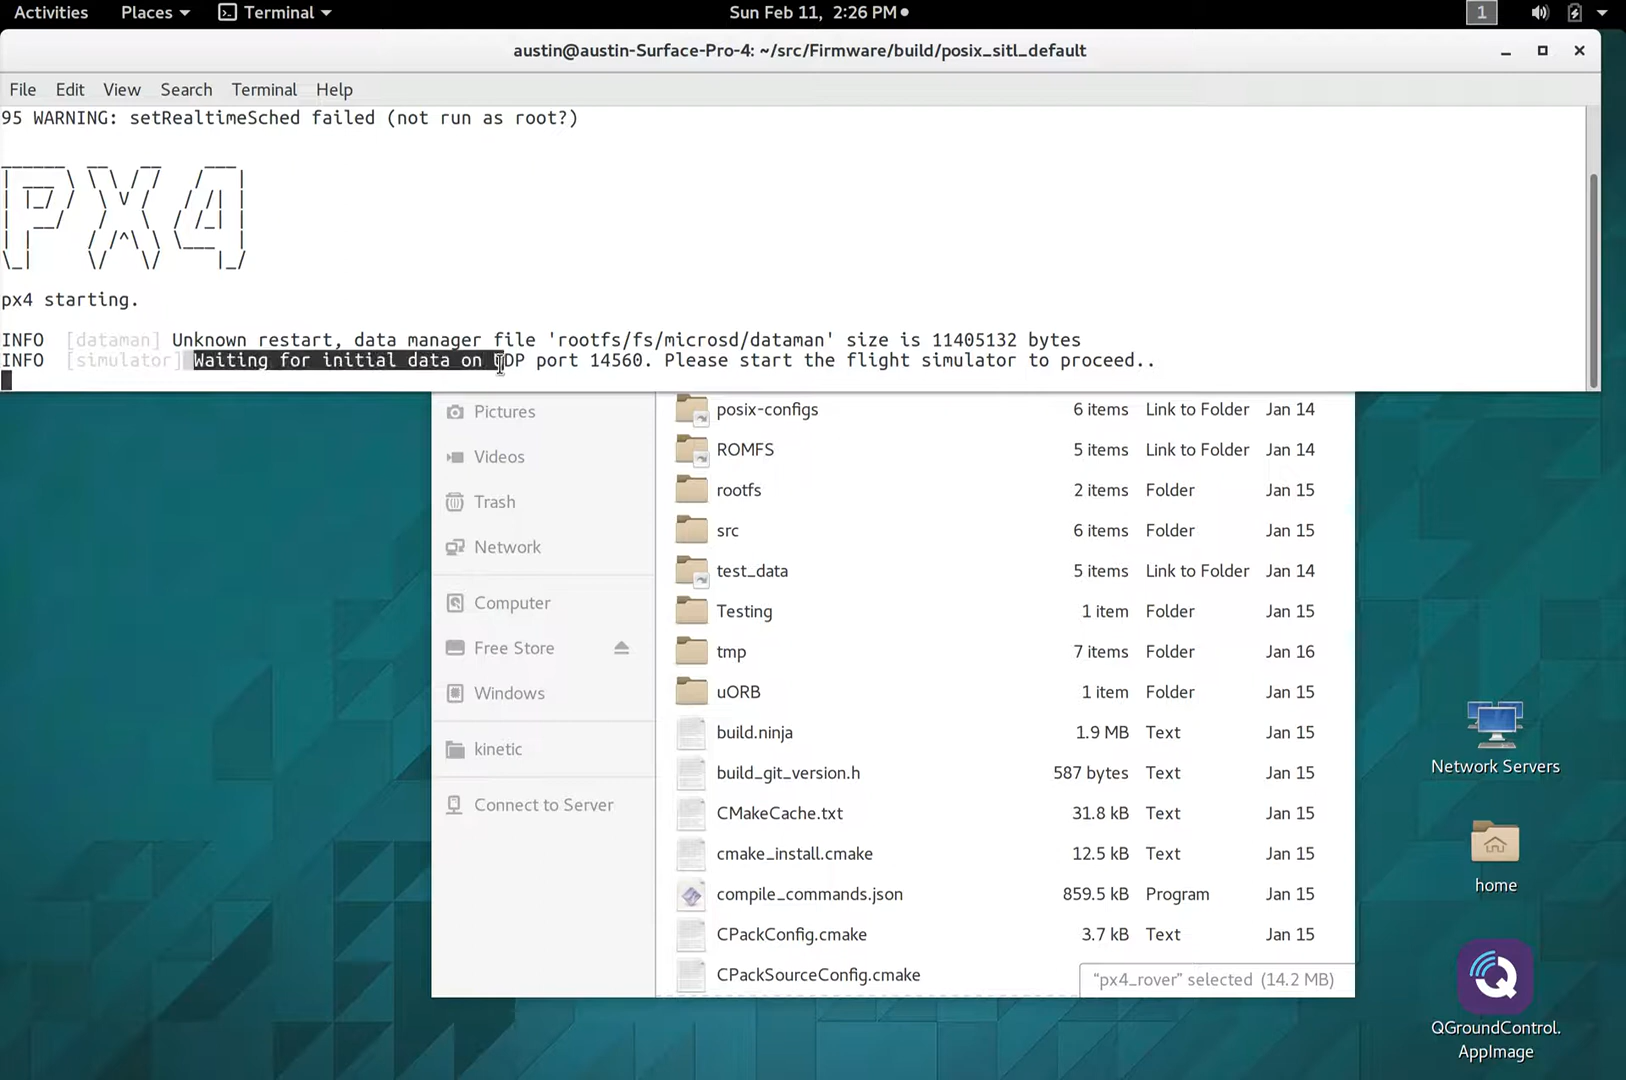 Activities Places Terminal Sun Feb 11, 2:26 PM 1
austin@austin-Surface-Pro-4: ~/src/Firmware/build/posix_sitl_default
File Edit View Search Terminal Help
95 WARNING: setRealtimeSched failed (not run as root?)
PX4
px4 starting.
INFO [dataman] Unknown restart, data manager file 'rootfs/fs/microsd/dataman' size is 11405132 bytes
INFO [simulator] Waiting for initial data on UDP port 14560. Please start the flight simulator to proceed..
Pictures
Videos
Trash
Network
Computer
Free Store
Windows
kinetic
Connect to Server
posix-configs 6 items Link to Folder Jan 14
ROMFS 5 items Link to Folder Jan 14
rootfs 2 items Folder Jan 15
src 6 items Folder Jan 15
test_data 5 items Link to Folder Jan 14
Testing 1 item Folder Jan 15
tmp 7 items Folder Jan 16
uORB 1 item Folder Jan 15
build.ninja 1.9 MB Text Jan 15
build_git_version.h 587 bytes Text Jan 15
CMakeCache.txt 31.8 kB Text Jan 15
cmake_install.cmake 12.5 kB Text Jan 15
compile_commands.json 859.5 kB Program Jan 15
CPackConfig.cmake 3.7 kB Text Jan 15
CPackSourceConfig.cmake
"px4_rover" selected (14.2 MB)
Network Servers
home
QGroundControl.
AppImage